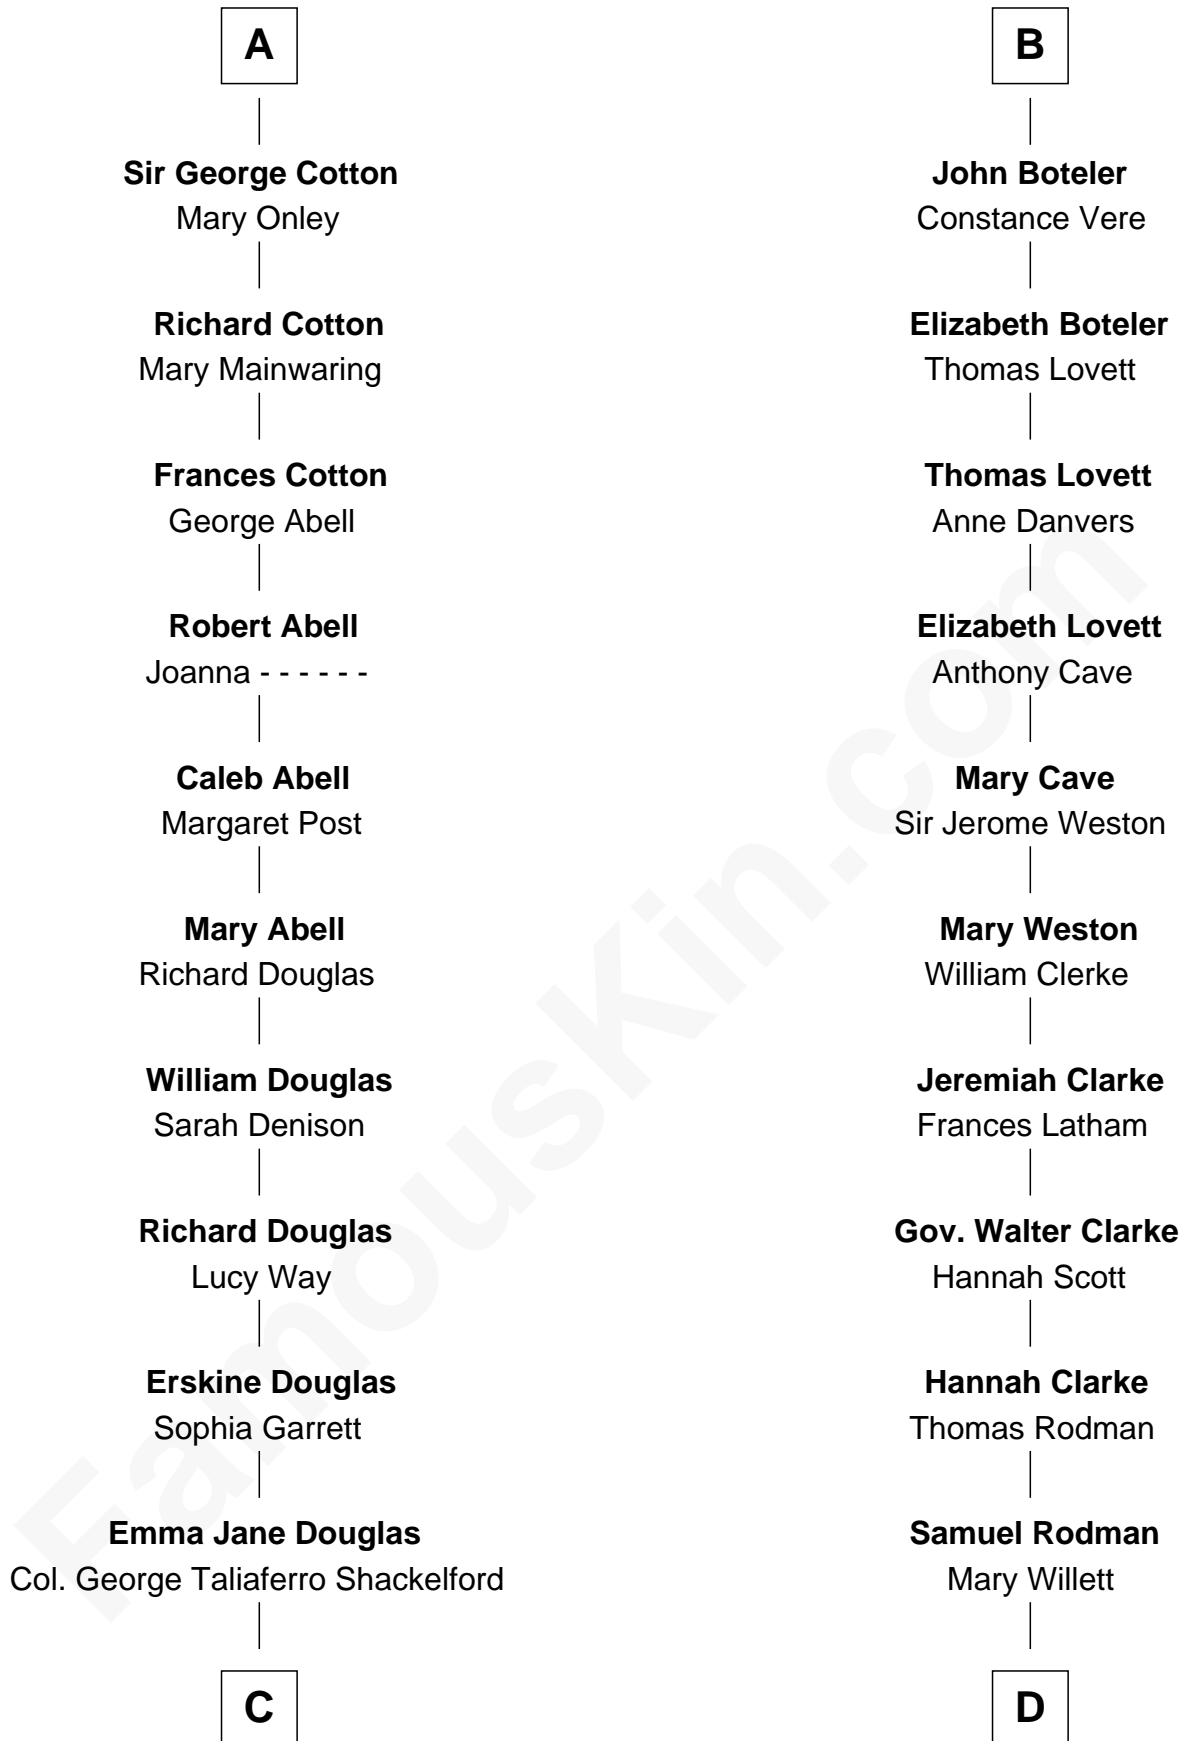 A
Sir George Cotton
Mary Onley
Richard Cotton
Mary Mainwaring
Frances Cotton
George Abell
Robert Abell
Joanna - - - - - -
Caleb Abell
Margaret Post
Mary Abell
Richard Douglas
William Douglas
Sarah Denison
Richard Douglas
Lucy Way
Erskine Douglas
Sophia Garrett
Emma Jane Douglas
Col. George Taliaferro Shackelford
C
B
John Boteler
Constance Vere
Elizabeth Boteler
Thomas Lovett
Thomas Lovett
Anne Danvers
Elizabeth Lovett
Anthony Cave
Mary Cave
Sir Jerome Weston
Mary Weston
William Clerke
Jeremiah Clarke
Frances Latham
Gov. Walter Clarke
Hannah Scott
Hannah Clarke
Thomas Rodman
Samuel Rodman
Mary Willett
D
FamousKin.com